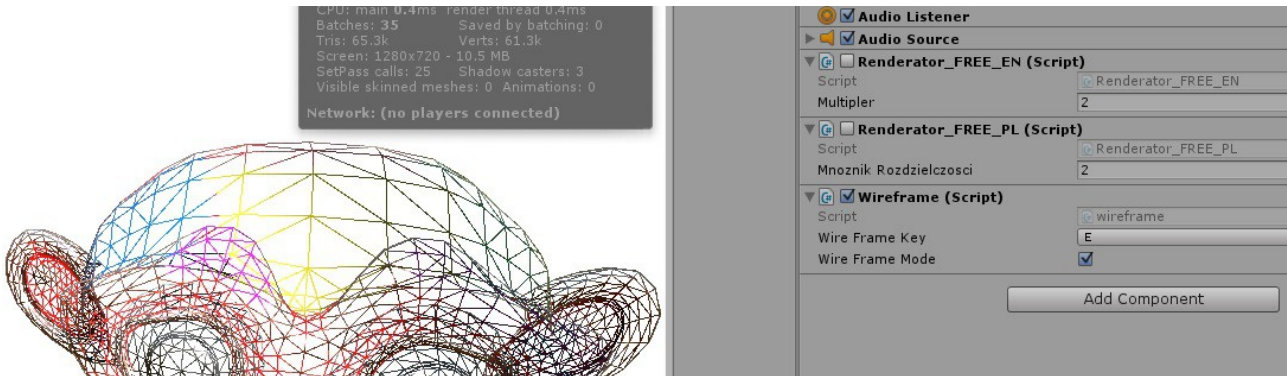 CPU: main 0.4ms render thread 0.4ms
Batches: 35 Saved by batching: 0
Tris: 65.3k Verts: 61.3k
Screen: 1280x720 - 10.5 MB
SetPass calls: 25 Shadow casters: 3
Visible skinned meshes: 0 Animations: 0
Network: (no players connected)
Audio Listener
Audio Source
Renderator_FREE_EN (Script)
Script Renderator_FREE_EN
Multipler 2
Renderator_FREE_PL (Script)
Script Renderator_FREE_PL
Mnoznik Rozdzielczosci 2
Wireframe (Script)
Script wireframe
Wire Frame Key E
Wire Frame Mode
Add Component